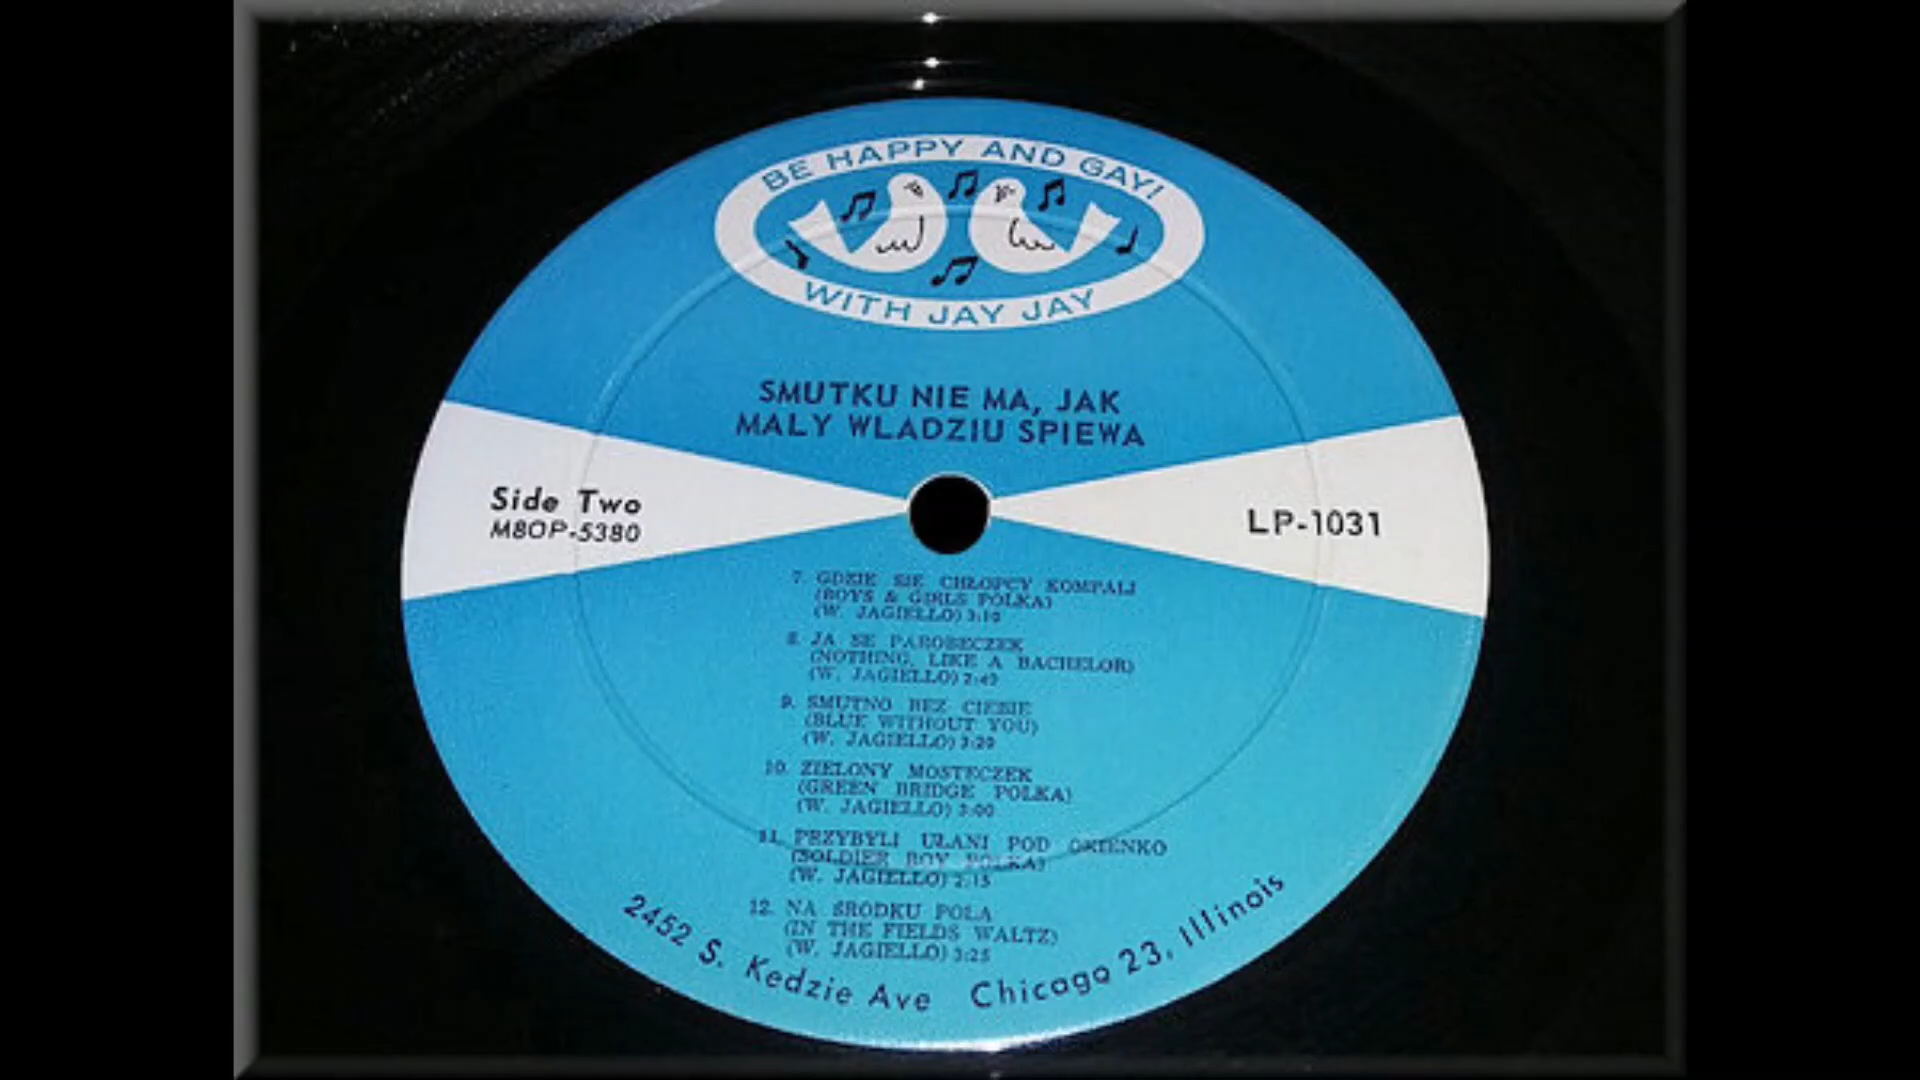 BE HAPPY AND GAY!
WITH JAY JAY
SMUTKU NIE MA, JAK
MALY WLADZIU SPIEWA
Side Two
M8OP-5380
LP-1031
7. GDZIE SIE CHŁOPCY KOMPALI
(BOYS & GIRLS POLKA)
(W. JAGIELLO) 3:10
8. JA SE PAROBECZEK
(NOTHING, LIKE A BACHELOR)
(W. JAGIELLO) 2:40
9. SMUTNO BEZ CIEBIE
(BLUE WITHOUT YOU)
(W. JAGIELLO) 3:20
10. ZIELONY MOSTECZEK
(GREEN BRIDGE POLKA)
(W. JAGIELLO) 3:00
11. PRZYBYLI UŁANI POD OKIENKO
(SOLDIER BOY POLKA)
(W. JAGIELLO) 2:15
12. NA SRODKU POLA
(IN THE FIELDS WALTZ)
(W. JAGIELLO) 3:25
2452 S. Kedzie Ave Chicago 23, Illinois